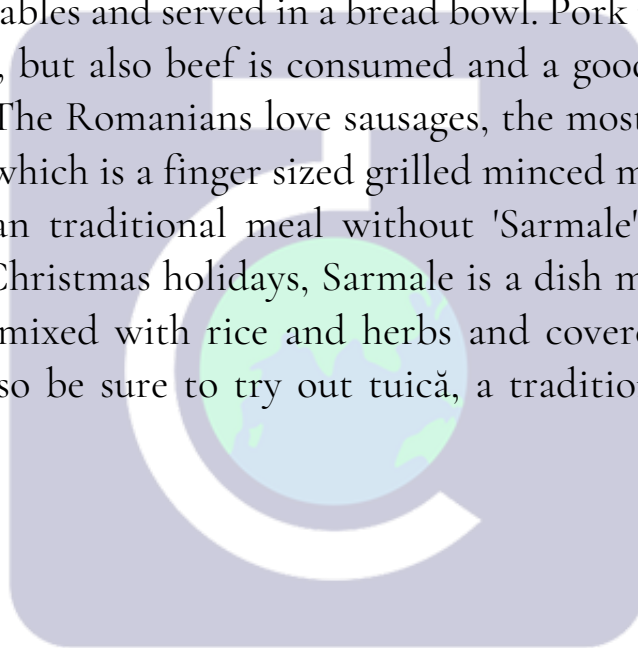 ables and served in a bread bowl. Pork
, but also beef is consumed and a good
The Romanians love sausages, the most
which is a finger sized grilled minced m
an traditional meal without 'Sarmale'
Christmas holidays, Sarmale is a dish m
mixed with rice and herbs and cover
so be sure to try out tuică, a traditio